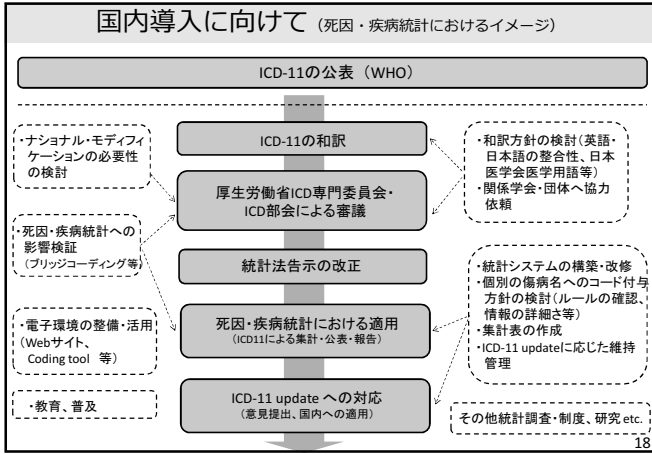 国内導入に向けて（死因・疾病統計におけるイメージ）
ICD-11の公表（WHO）
ICD-11の和訳
厚生労働省ICD専門委員会・
ICD部会による審議
統計法告示の改正
死因・疾病統計における適用
（ICD11による集計・公表・報告）
ICD-11 update への対応
（意見提出、国内への適用）
・ナショナル・モディフィ
ケーションの必要性
の検討
・死因・疾病統計への
影響検証
（ブリッジコーディング等）
・電子環境の整備・活用
（Webサイト、
Coding tool 等）
・教育、普及
・和訳方針の検討（英語・
日本語の整合性、日本
医学会医学用語等）
・関係学会・団体へ協力
依頼
・統計システムの構築・改修
・個別の傷病名へのコード付与
方針の検討（ルールの確認、
情報の詳細さ等）
・集計表の作成
・ICD-11 updateに応じた維持
管理
その他統計調査・制度、研究 etc.
18